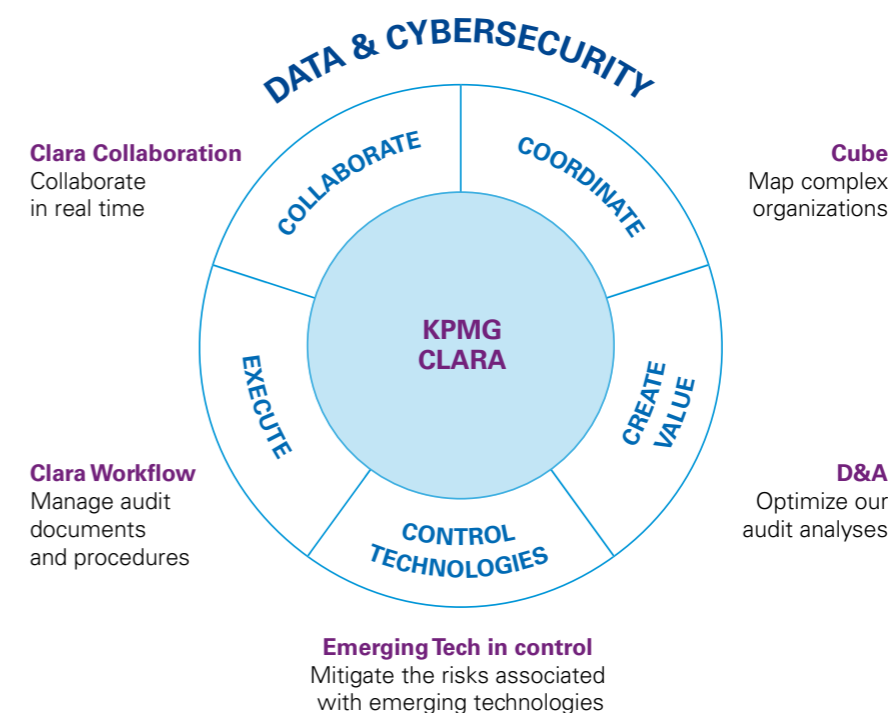 DATA & CYBERSECURITY
Clara Collaboration
Collaborate
in real time
COLLABORATE
COORDINATE
Cube
Map complex
organizations
KPMG
CLARA
EXECUTE
CREATE
VALUE
Clara Workflow
Manage audit
documents
and procedures
D&A
Optimize our
audit analyses
CONTROL
TECHNOLOGIES
Emerging Tech in control
Mitigate the risks associated
with emerging technologies